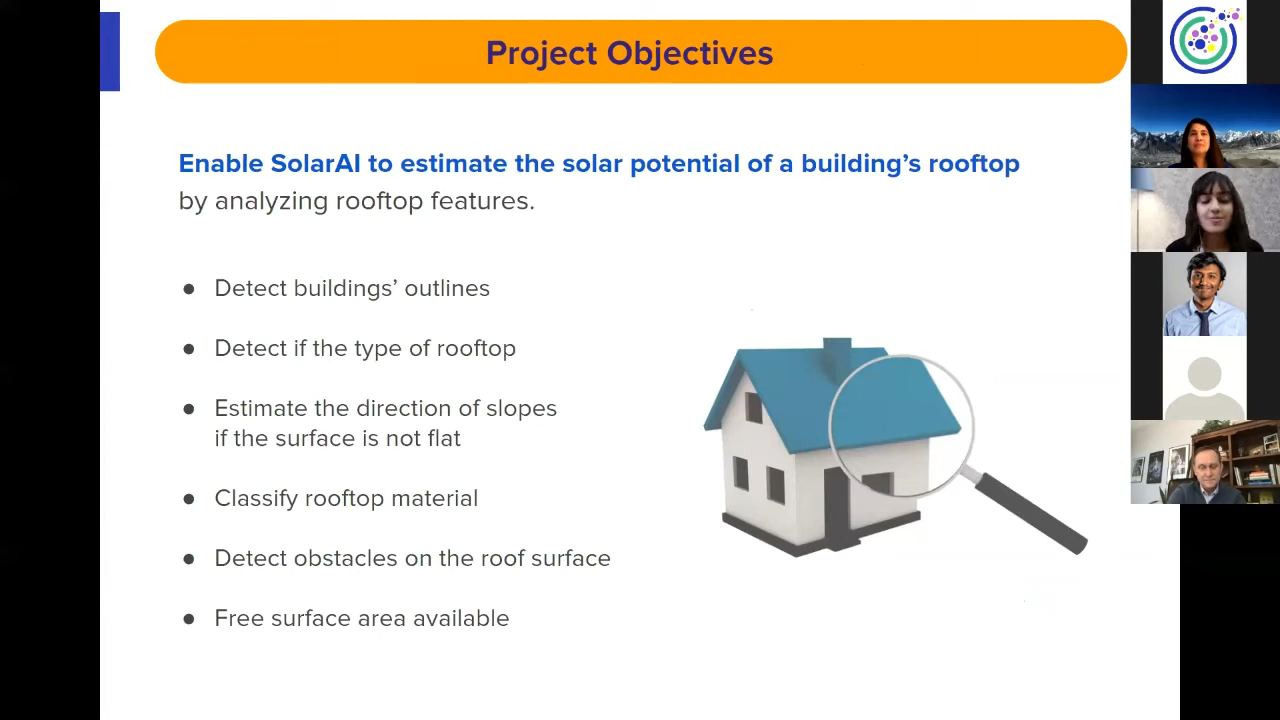 Project Objectives
Enable SolarAI to estimate the solar potential of a building’s rooftop
by analyzing rooftop features.
● Detect buildings’ outlines
● Detect if the type of rooftop
● Estimate the direction of slopes
if the surface is not flat
● Classify rooftop material
● Detect obstacles on the roof surface
● Free surface area available